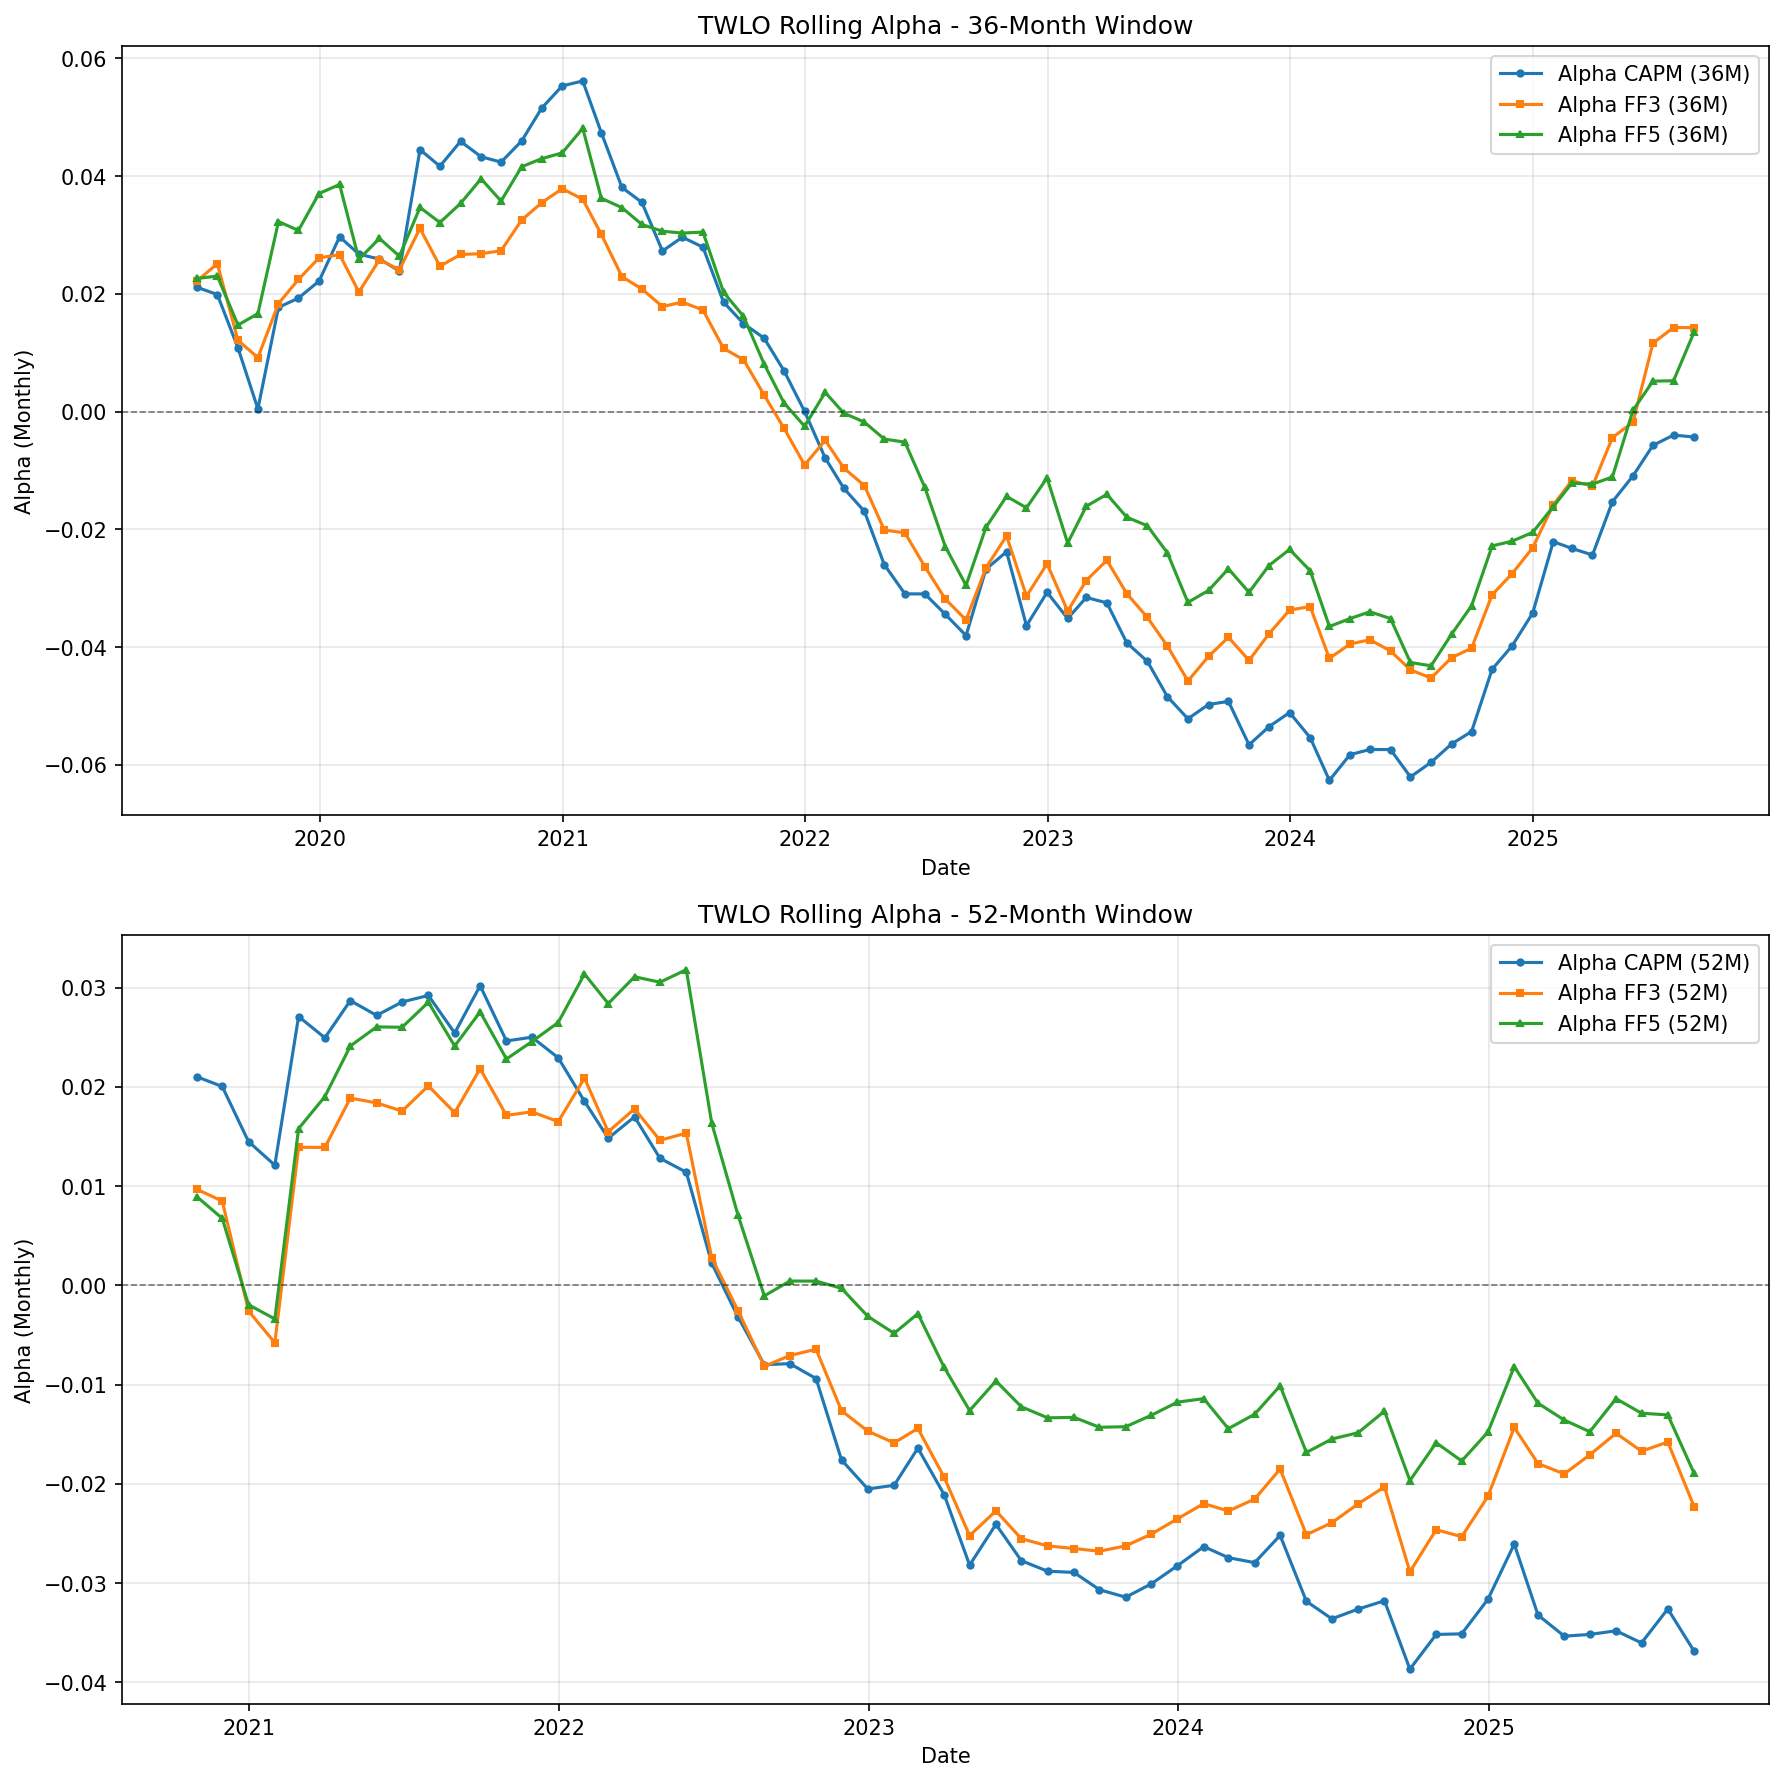 TWLO Rolling Alpha - 36-Month Window
Alpha CAPM (36M)
Alpha FF3 (36M)
Alpha FF5 (36M)
Alpha (Monthly)
0.06
0.04
0.02
0.00
−0.02
−0.04
−0.06
2020 2021 2022 2023 2024 2025
Date
TWLO Rolling Alpha - 52-Month Window
Alpha CAPM (52M)
Alpha FF3 (52M)
Alpha FF5 (52M)
Alpha (Monthly)
0.03
0.02
0.01
0.00
−0.01
−0.02
−0.03
−0.04
2021 2022 2023 2024 2025
Date